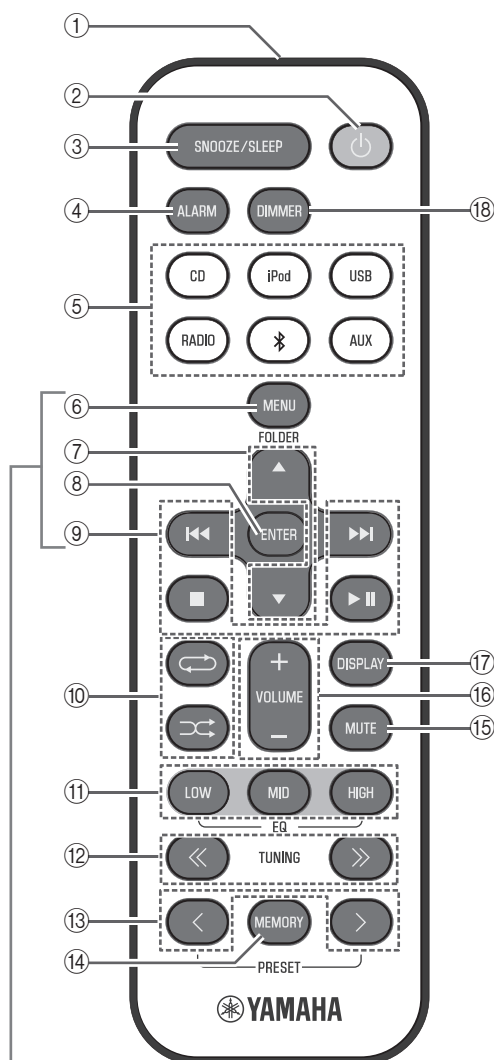 ①
②
③ SNOOZE/SLEEP
④ ALARM DIMMER ⑱
⑤ CD iPod USB
RADIO AUX
⑥ MENU
⑦ FOLDER
⑧ ENTER
⑨
⑩ DISPLAY ⑰
VOLUME ⑯
MUTE ⑮
⑪ LOW MID HIGH
EQ
⑫ TUNING
⑬
⑭ MEMORY
PRESET
YAMAHA